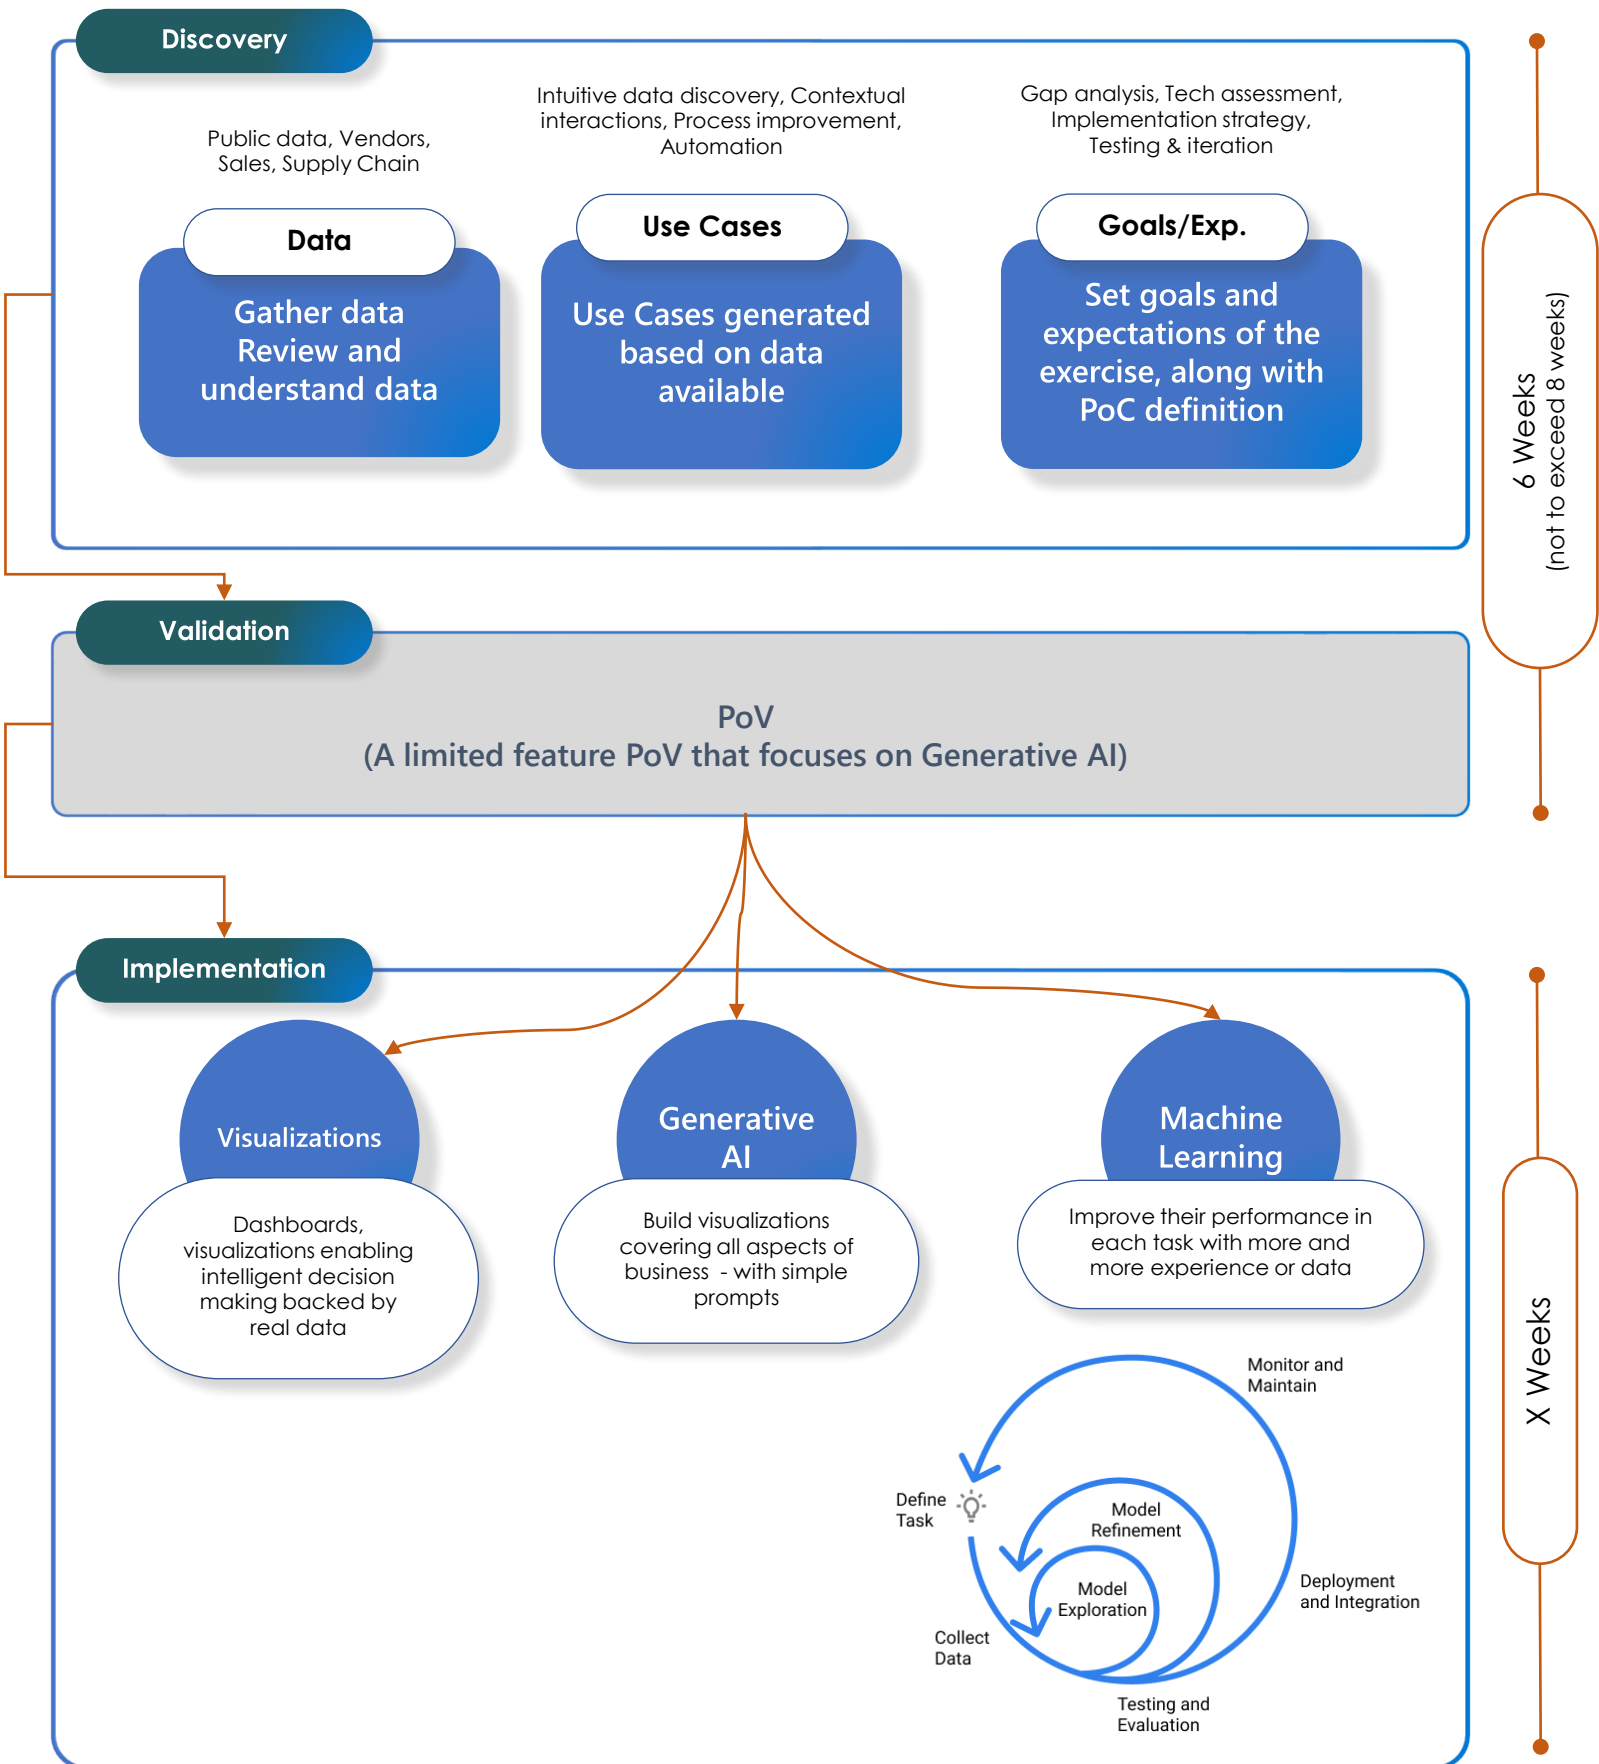 Discovery
Public data, Vendors,
Sales, Supply Chain
Intuitive data discovery, Contextual
interactions, Process improvement,
Automation
Gap analysis, Tech assessment,
Implementation strategy,
Testing & iteration
Data
Gather data
Review and
understand data
Use Cases
Use Cases generated
based on data
available
Goals/Exp.
Set goals and
expectations of the
exercise, along with
PoC definition
6 Weeks
(not to exceed 8 weeks)
Validation
PoV
(A limited feature PoV that focuses on Generative AI)
Implementation
Visualizations
Dashboards,
visualizations enabling
intelligent decision
making backed by
real data
Generative
AI
Build visualizations
covering all aspects of
business - with simple
prompts
Machine
Learning
Improve their performance in
each task with more and
more experience or data
X Weeks
Monitor and
Maintain
Define
Task
Model
Refinement
Model
Exploration
Deployment
and Integration
Collect
Data
Testing and
Evaluation